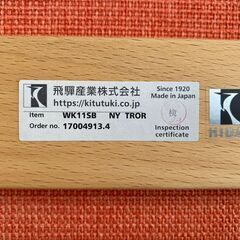 飛騨産業株式会社
https://kitutuki.co.jp
Since 1920
Made in Japan
Item WK11SB NY TROR
Order no. 17004913.4
検
Inspection
certificate
HIDA